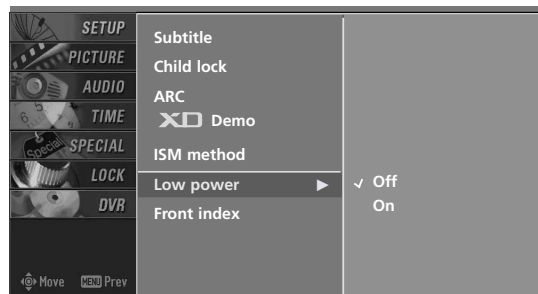 SETUP
PICTURE
AUDIO
TIME
SPECIAL
LOCK
DVR
Move MENU Prev
Subtitle
Child lock
ARC
XD Demo
ISM method
Low power
Front index
Off
On